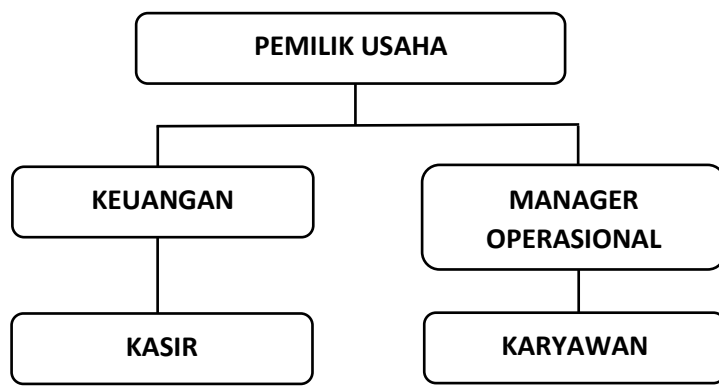 PEMILIK USAHA
KEUANGAN
MANAGER
OPERASIONAL
KASIR
KARYAWAN